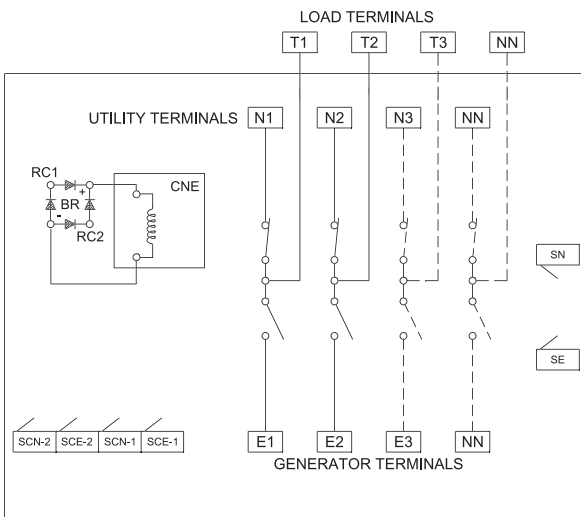 LOAD TERMINALS
T1 T2 T3 NN
UTILITY TERMINALS N1 N2 N3 NN
RC1 CNE
+ BR
-
RC2
SN
SE
SCN-2 SCE-2 SCN-1 SCE-1
E1 E2 E3 NN
GENERATOR TERMINALS